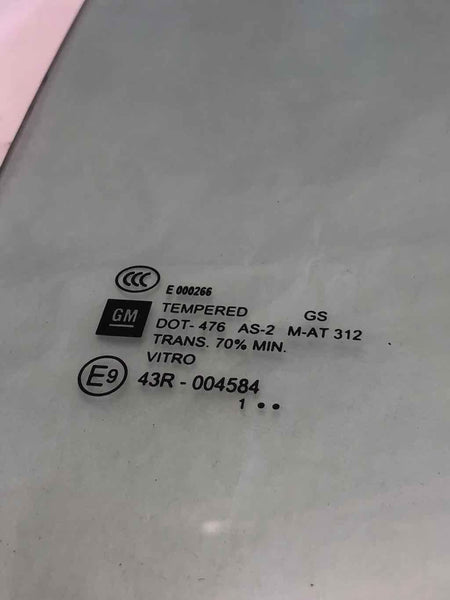 CCC
E 000266
GM
TEMPERED GS
DOT- 476 AS-2 M-AT 312
TRANS. 70% MIN.
VITRO
E9 43R - 004584
1 ••